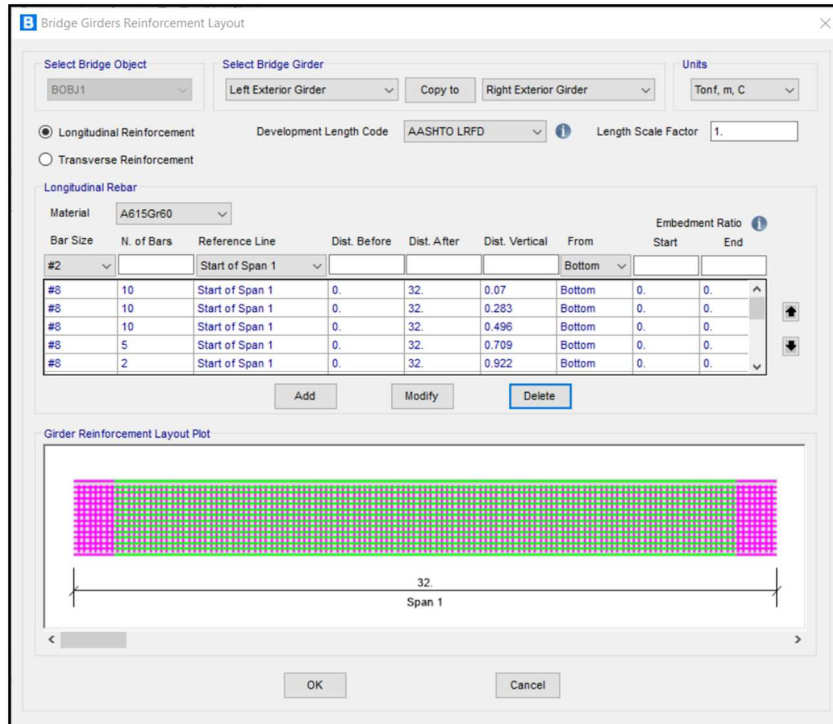 B Bridge Girders Reinforcement Layout
Select Bridge Object Select Bridge Girder Units
BOBJ1 Left Exterior Girder Copy to Right Exterior Girder Tonf, m, C
Longitudinal Reinforcement Development Length Code AASHTO LRFD Length Scale Factor 1.
Transverse Reinforcement
Longitudinal Rebar
Material A615Gr60
Embedment Ratio
Bar Size N. of Bars Reference Line Dist. Before Dist. After Dist. Vertical From Start End
#2 Start of Span 1 Bottom
#8 10 Start of Span 1 0. 32. 0.07 Bottom 0. 0.
#8 10 Start of Span 1 0. 32. 0.283 Bottom 0. 0.
#8 10 Start of Span 1 0. 32. 0.496 Bottom 0. 0.
#8 5 Start of Span 1 0. 32. 0.709 Bottom 0. 0.
#8 2 Start of Span 1 0. 32. 0.922 Bottom 0. 0.
Add Modify Delete
Girder Reinforcement Layout Plot
32.
Span 1
OK Cancel